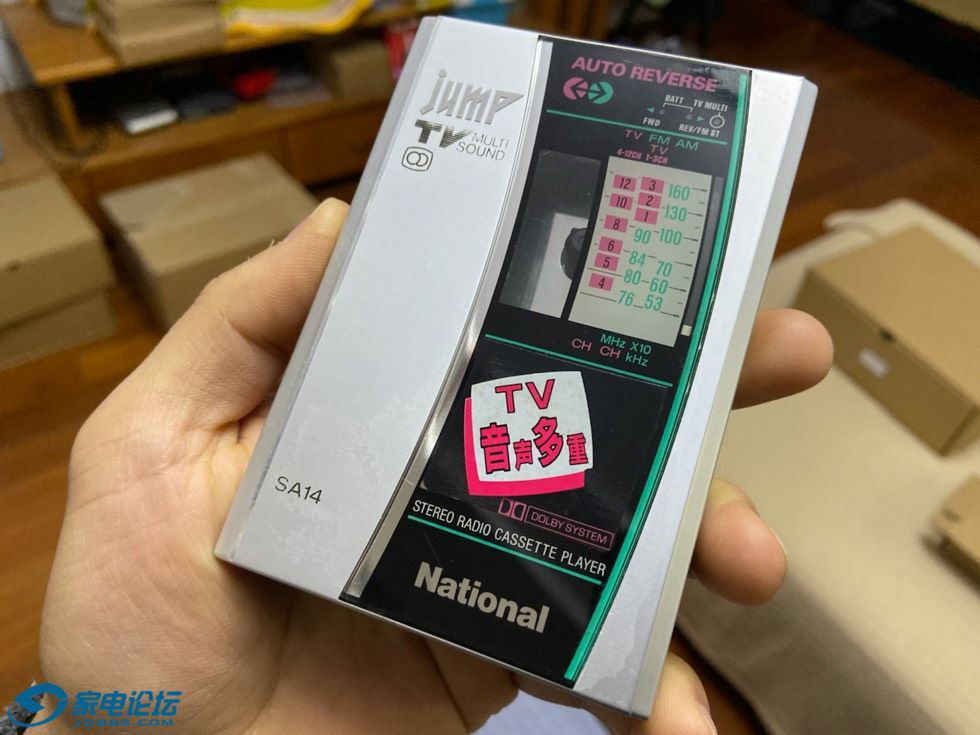 jump
TV MULTI SOUND
SA14
AUTO REVERSE
BATT TV MULTI
FWD REV/FM ST
TV FM AM
TV
4-12CH 1-3CH
12 3 160
10 2 130
8 1 100
90
6 84 70
5 80 60
4 76 53
MHz X10
CH CH kHz
TV
音声多重
DOLBY SYSTEM
STEREO RADIO CASSETTE PLAYER
National
家电论坛
JDBBS.COM